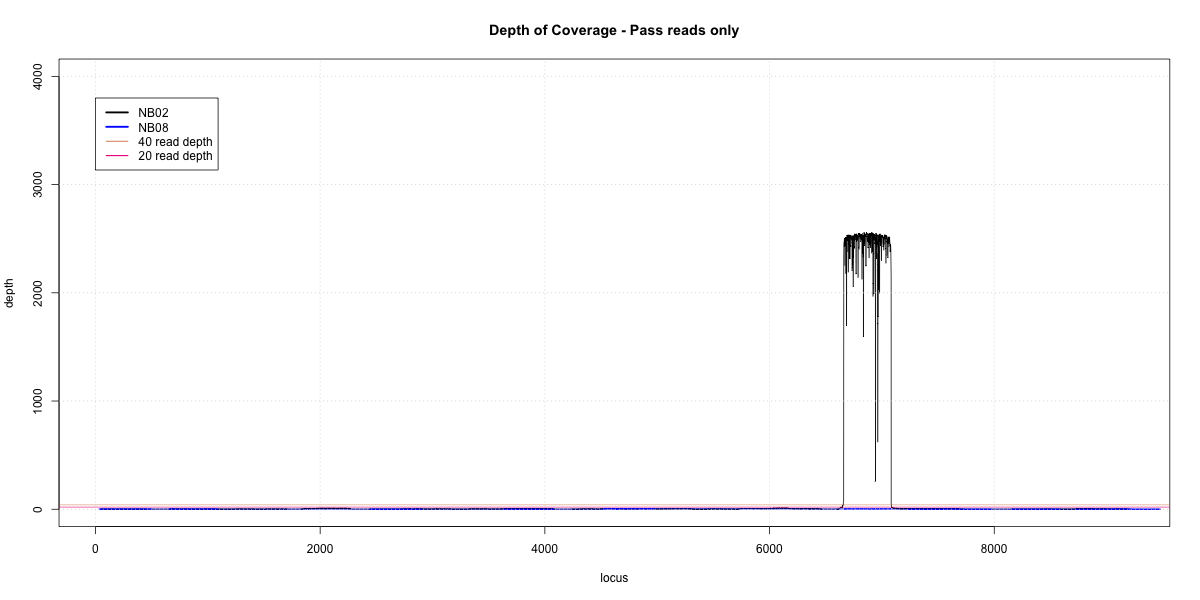 Depth of Coverage - Pass reads only
4000
3000
2000
1000
0
depth
NB02
NB08
40 read depth
20 read depth
0 2000 4000 6000 8000
locus